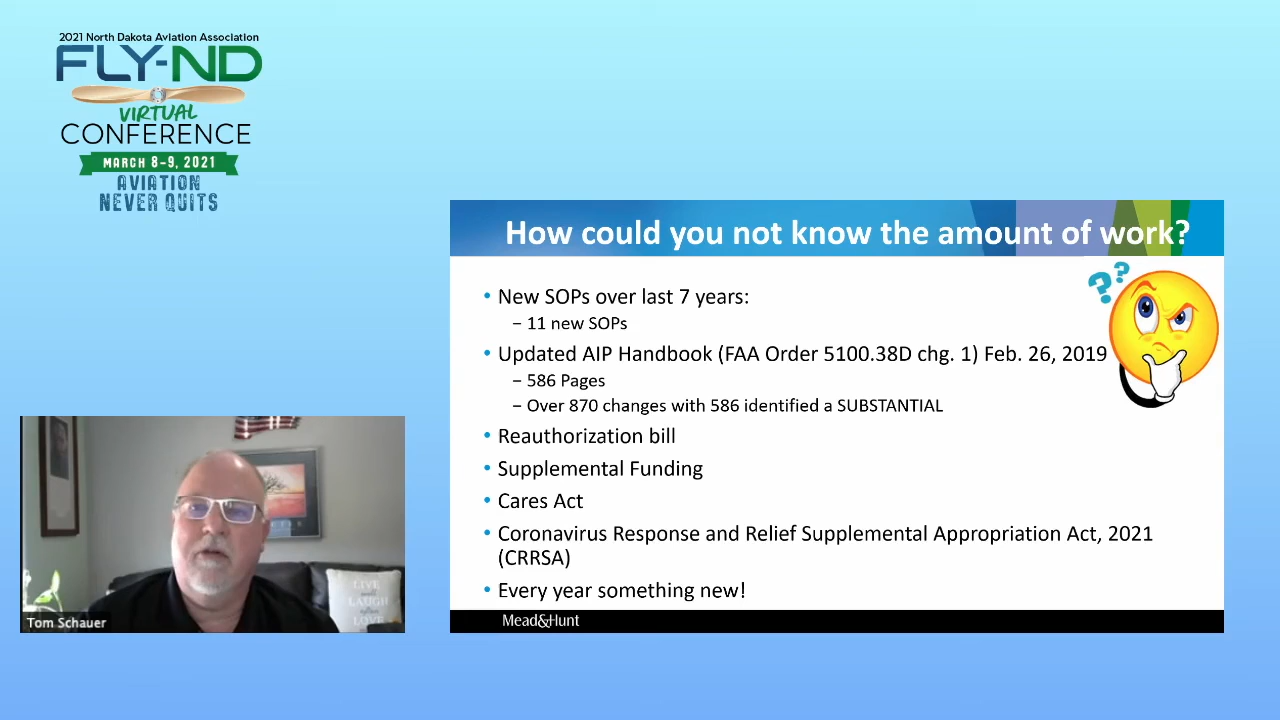 2021 North Dakota Aviation Association
FLY-ND
VIRTUAL
CONFERENCE
MARCH 8-9, 2021
AVIATION
NEVER QUITS
How could you not know the amount of work?
• New SOPs over last 7 years:
– 11 new SOPs
• Updated AIP Handbook (FAA Order 5100.38D chg. 1) Feb. 26, 2019
– 586 Pages
– Over 870 changes with 586 identified a SUBSTANTIAL
• Reauthorization bill
• Supplemental Funding
• Cares Act
• Coronavirus Response and Relief Supplemental Appropriation Act, 2021
(CRRSA)
• Every year something new!
Mead&Hunt
??
LIVE
LAUGH
LOVE
Tom Schauer